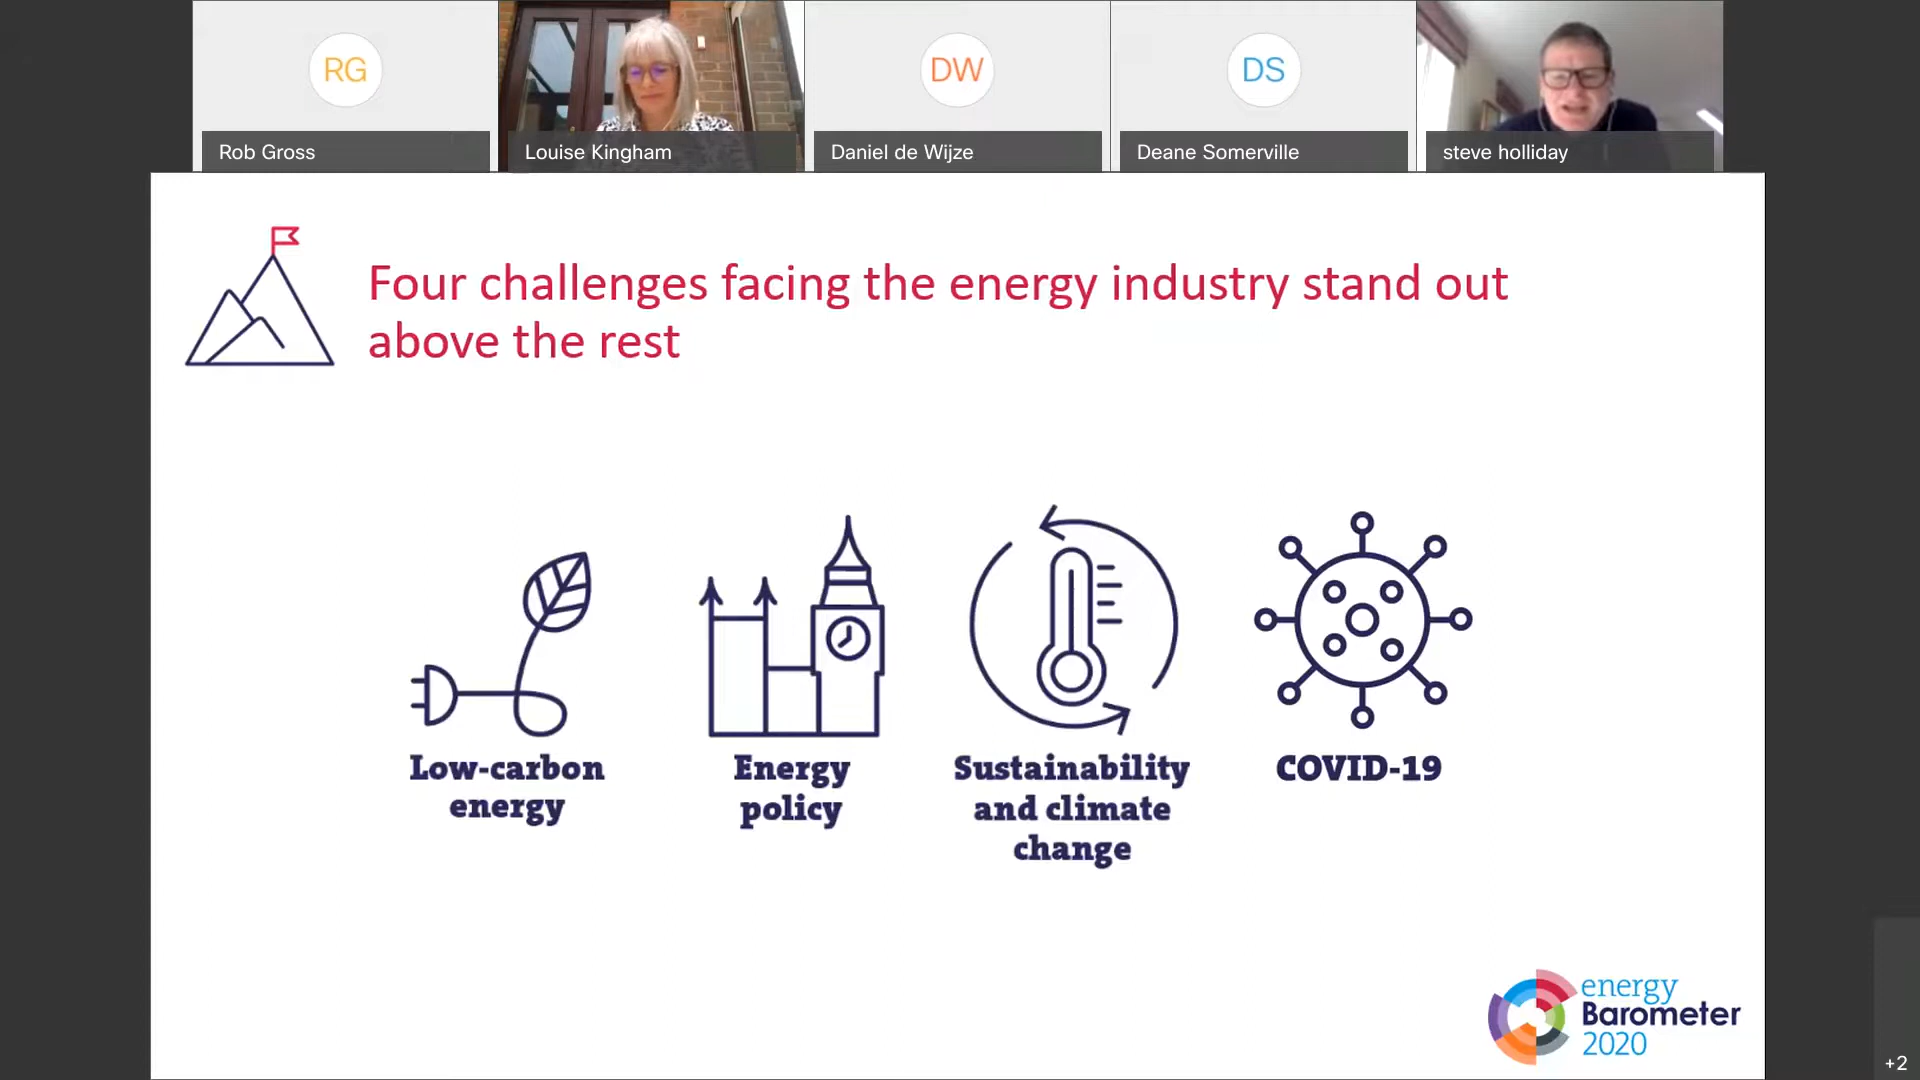 RG
DW
DS
Rob Gross
Louise Kingham
Daniel de Wijze
Deane Somerville
steve holliday
Four challenges facing the energy industry stand out
above the rest
Low-carbon
energy
Energy
policy
Sustainability
and climate
change
COVID-19
energy
Barometer
2020
+2